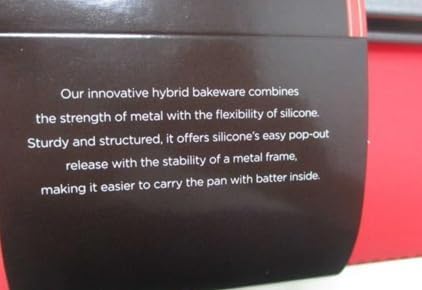 Our innovative hybrid bakeware combines
the strength of metal with the flexibility of silicone.
Sturdy and structured, it offers silicone's easy pop-out
release with the stability of a metal frame,
making it easier to carry the pan with batter inside.